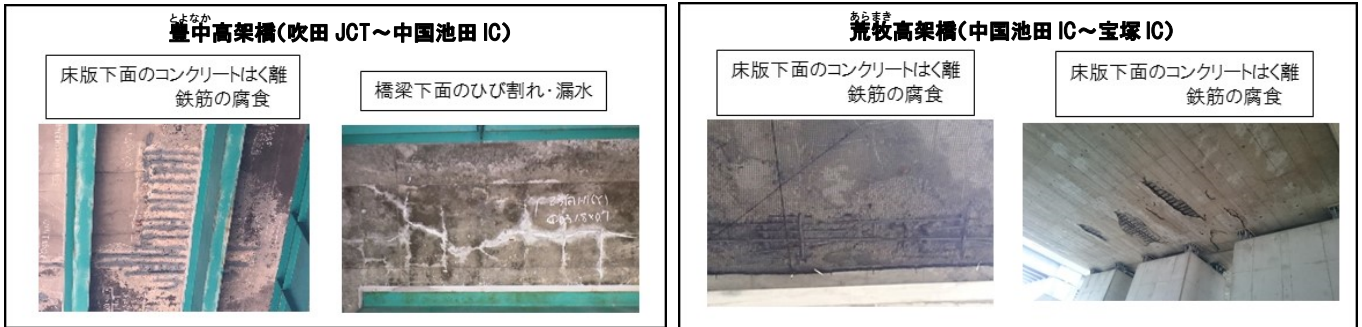 とよなか
豊中高架橋(吹田 JCT~中国池田 IC)
床版下面のコンクリートはく離
鉄筋の腐食
橋梁下面のひび割れ・漏水
あらまき
荒牧高架橋(中国池田 IC~宝塚 IC)
床版下面のコンクリートはく離
鉄筋の腐食
床版下面のコンクリートはく離
鉄筋の腐食